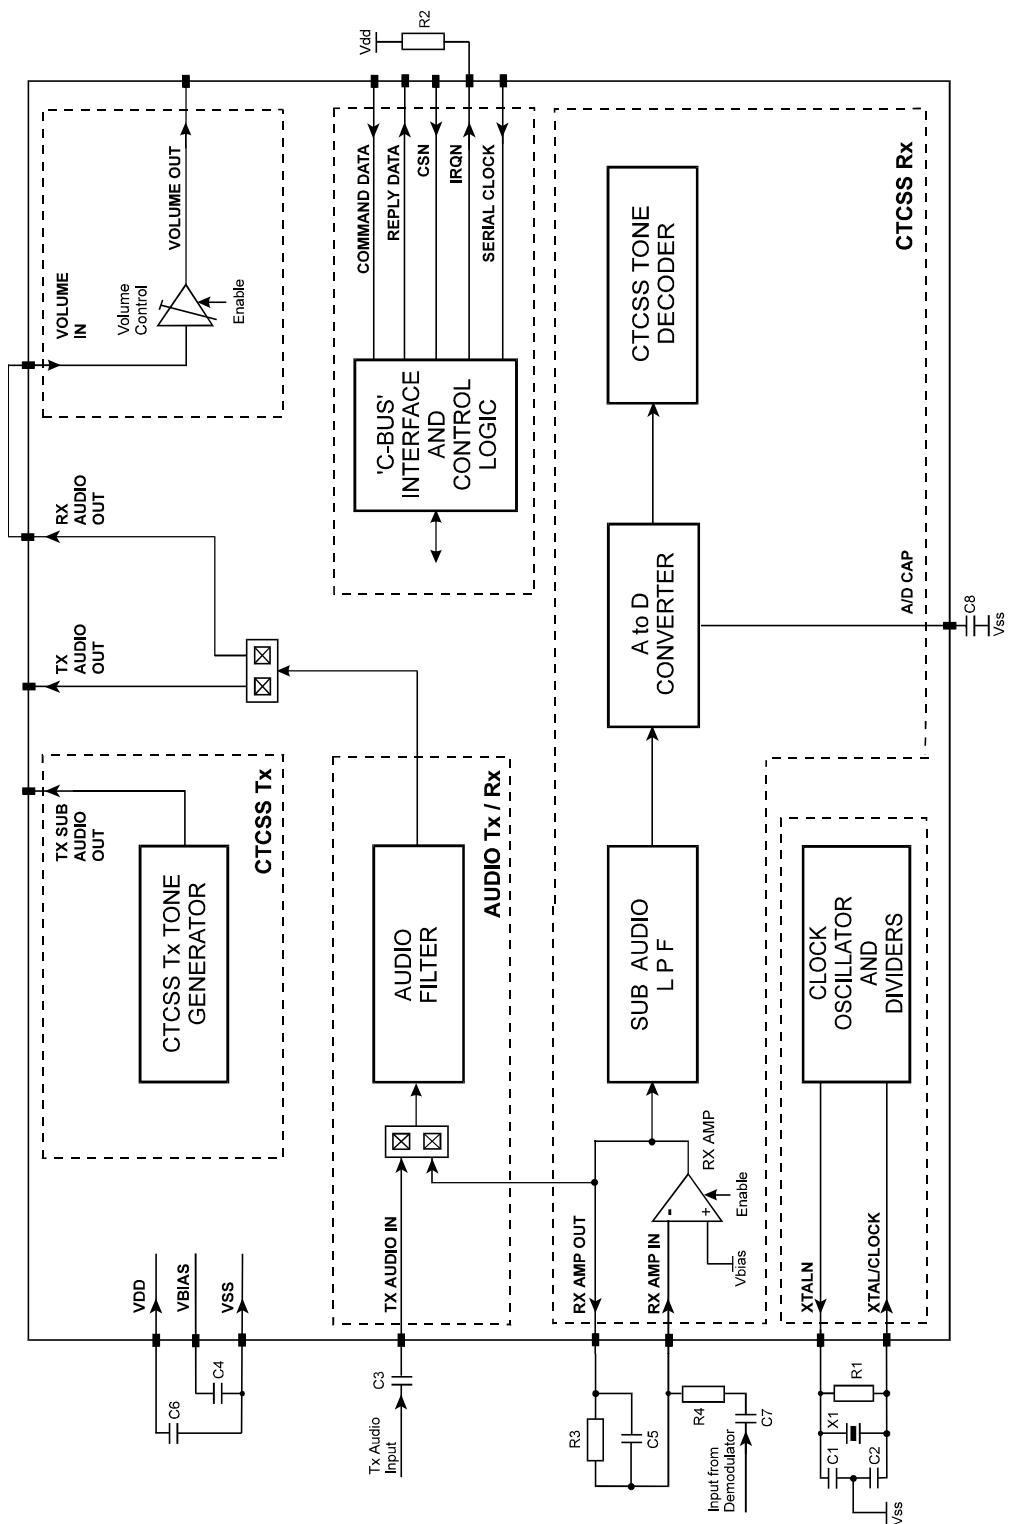 VDD
VBIAS
VSS
C6
C4
CTCSS Tx TONE
GENERATOR
CTCSS Tx
TX SUB
AUDIO
OUT
TX
AUDIO
OUT
RX
AUDIO
OUT
VOLUME
IN
Volume
Control
Enable
VOLUME OUT
Tx Audio
Input
C3
TX AUDIO IN
AUDIO
FILTER
AUDIO Tx / Rx
'C-BUS'
INTERFACE
AND
CONTROL
LOGIC
COMMAND DATA
REPLY DATA
CSN
IRQN
SERIAL CLOCK
Vdd
R2
R3
C5
R4
C7
Input from
Demodulator
RX AMP OUT
RX AMP IN
Vbias
-
+
Enable
RX AMP
SUB AUDIO
L P F
A to D
CONVERTER
CTCSS TONE
DECODER
CTCSS Rx
A/D CAP
C8
Vss
C1
C2
X1
R1
Vss
XTALN
XTAL/CLOCK
CLOCK
OSCILLATOR
AND
DIVIDERS